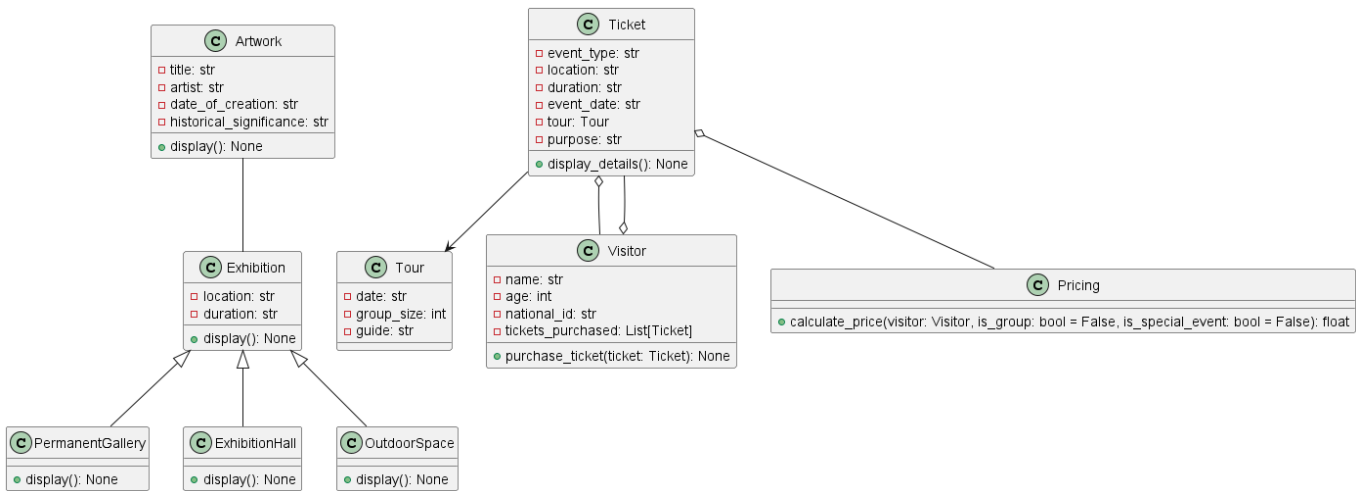 C Artwork
title: str
artist: str
date_of_creation: str
historical_significance: str
display(): None
C Ticket
event_type: str
location: str
duration: str
event_date: str
tour: Tour
purpose: str
display_details(): None
C Exhibition
location: str
duration: str
display(): None
C Tour
date: str
group_size: int
guide: str
C Visitor
name: str
age: int
national_id: str
tickets_purchased: List[Ticket]
purchase_ticket(ticket: Ticket): None
C Pricing
calculate_price(visitor: Visitor, is_group: bool = False, is_special_event: bool = False): float
C PermanentGallery
display(): None
C ExhibitionHall
display(): None
C OutdoorSpace
display(): None